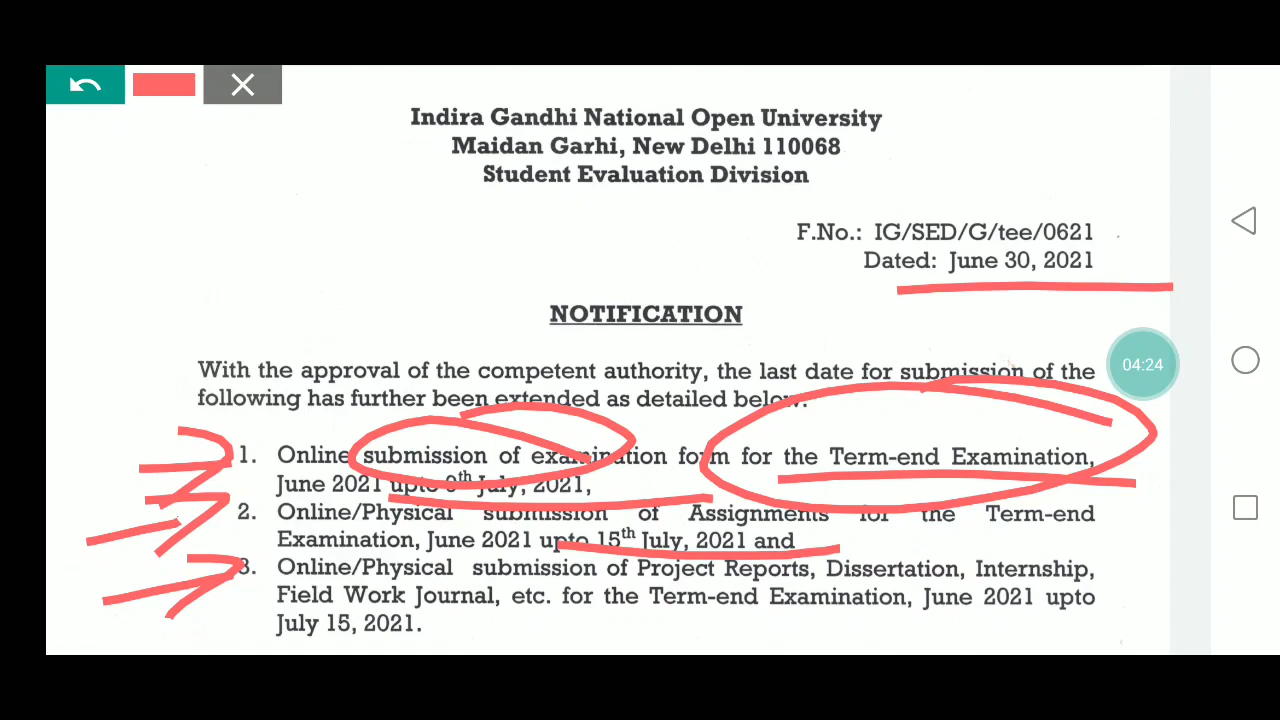 Indira Gandhi National Open University
Maidan Garhi, New Delhi 110068
Student Evaluation Division
F.No.: IG/SED/G/tee/0621
Dated: June 30, 2021
NOTIFICATION
04:24
With the approval of the competent authority, the last date for submission of the
following has further been extended as detailed below:
1. Online submission of examination form for the Term-end Examination,
June 2021 upto 9th July, 2021,
2. Online/Physical submission of Assignments for the Term-end
Examination, June 2021 upto 15th July, 2021 and
3. Online/Physical submission of Project Reports, Dissertation, Internship,
Field Work Journal, etc. for the Term-end Examination, June 2021 upto
July 15, 2021.